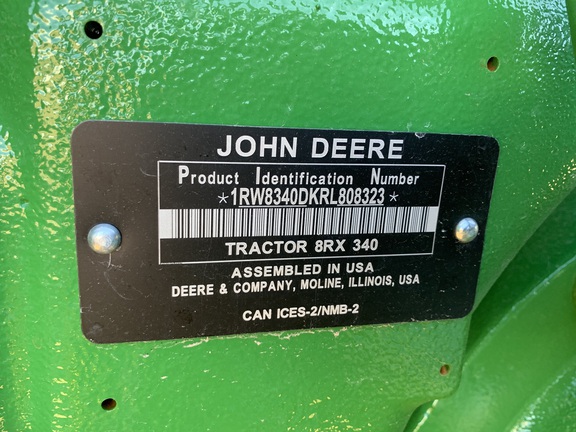 JOHN DEERE
Product Identification Number
*1RW8340DKRL808323*
TRACTOR 8RX 340
ASSEMBLED IN USA
DEERE & COMPANY, MOLINE, ILLINOIS, USA
CAN ICES-2/NMB-2